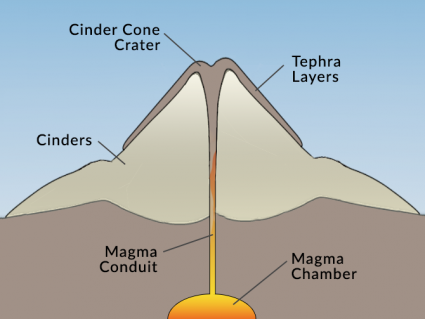 Cinder Cone
Crater
Tephra
Layers
Cinders
Magma
Conduit
Magma
Chamber